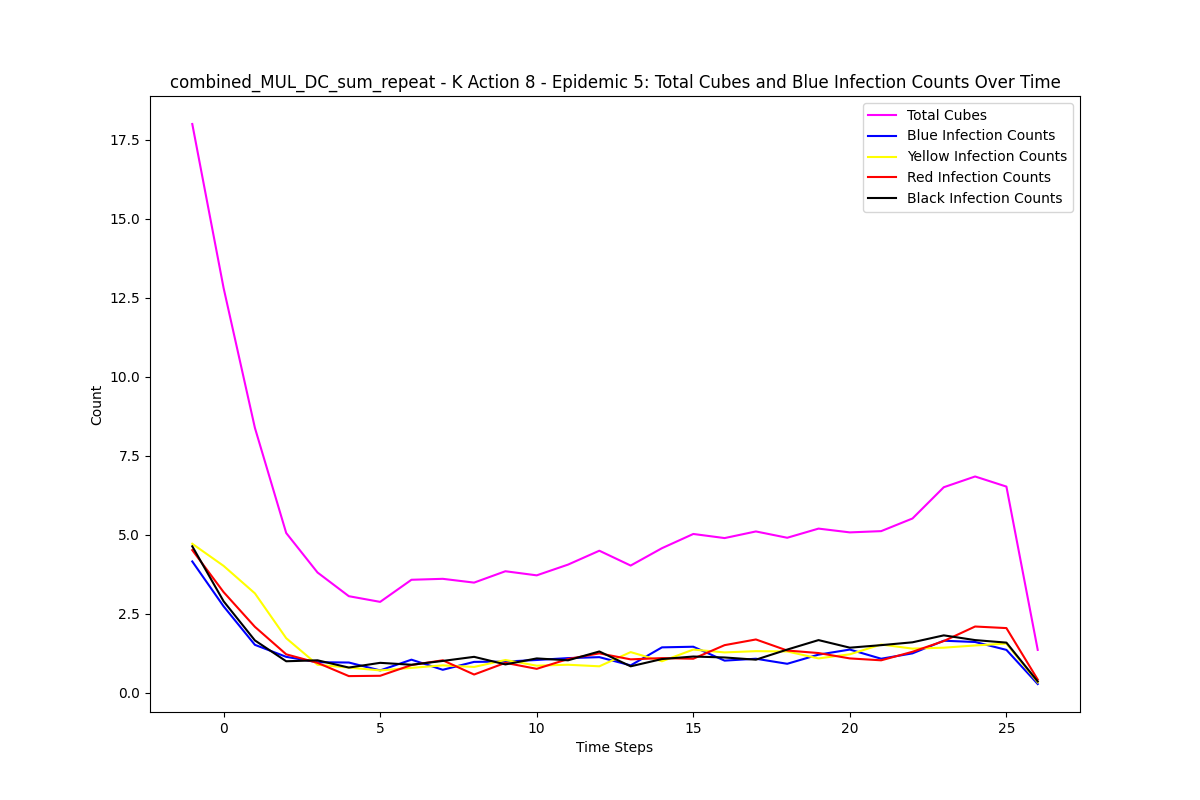 combined_MUL_DC_sum_repeat - K Action 8 - Epidemic 5: Total Cubes and Blue Infection Counts Over Time
Total Cubes
Blue Infection Counts
Yellow Infection Counts
Red Infection Counts
Black Infection Counts
Count
17.5
15.0
12.5
10.0
7.5
5.0
2.5
0.0
0 5 10 15 20 25
Time Steps